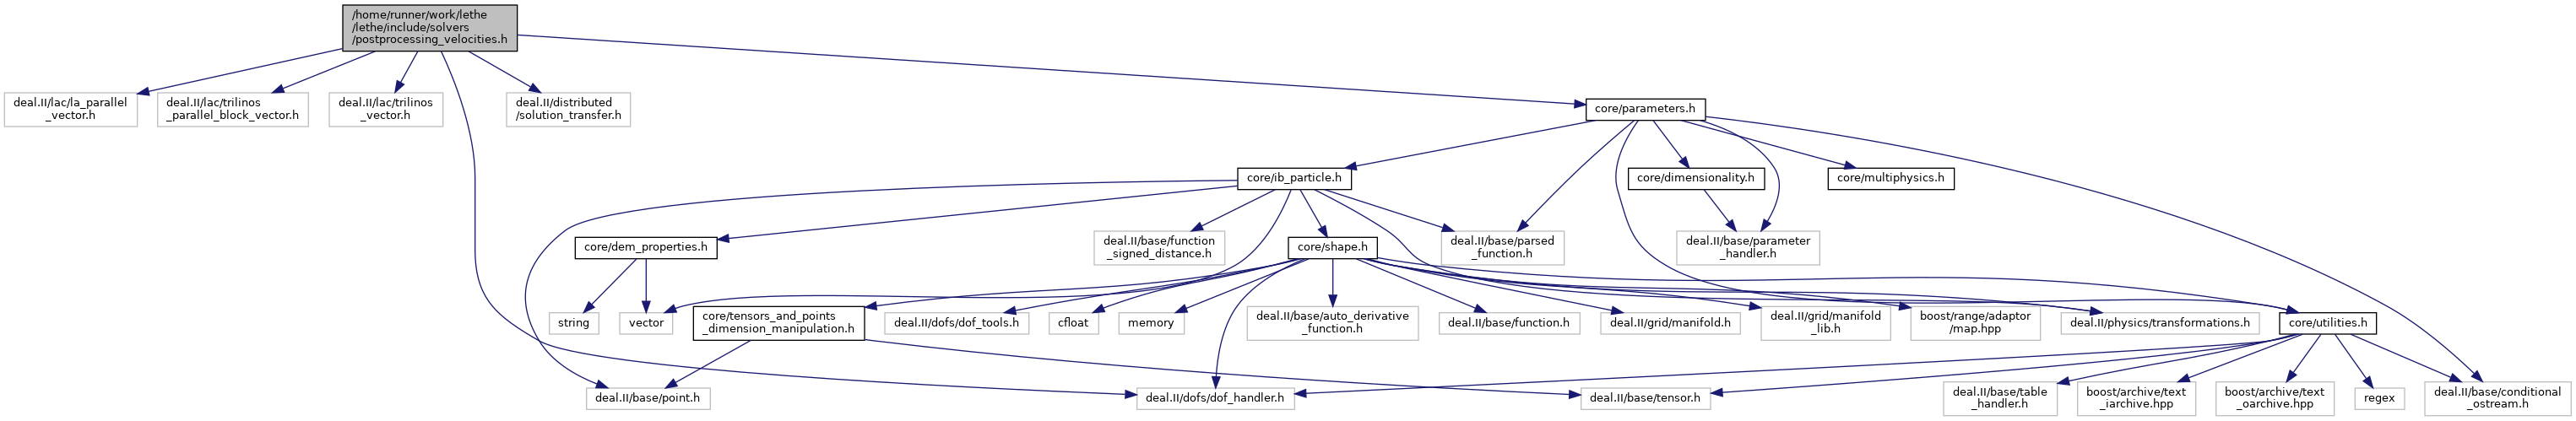 /home/runner/work/lethe
/lethe/include/solvers
/postprocessing_velocities.h
deal.II/lac/la_parallel
_vector.h
deal.II/lac/trilinos
_parallel_block_vector.h
deal.II/lac/trilinos
_vector.h
deal.II/distributed
/solution_transfer.h
core/parameters.h
core/ib_particle.h
core/dimensionality.h
core/multiphysics.h
core/dem_properties.h
deal.II/base/function
_signed_distance.h
core/shape.h
deal.II/base/parsed
_function.h
deal.II/base/parameter
_handler.h
string
vector
core/tensors_and_points
_dimension_manipulation.h
deal.II/dofs/dof_tools.h
cfloat
memory
deal.II/base/auto_derivative
_function.h
deal.II/base/function.h
deal.II/grid/manifold.h
deal.II/grid/manifold
_lib.h
boost/range/adaptor
/map.hpp
deal.II/physics/transformations.h
core/utilities.h
deal.II/base/point.h
deal.II/dofs/dof_handler.h
deal.II/base/tensor.h
deal.II/base/table
_handler.h
boost/archive/text
_iarchive.hpp
boost/archive/text
_oarchive.hpp
regex
deal.II/base/conditional
_ostream.h